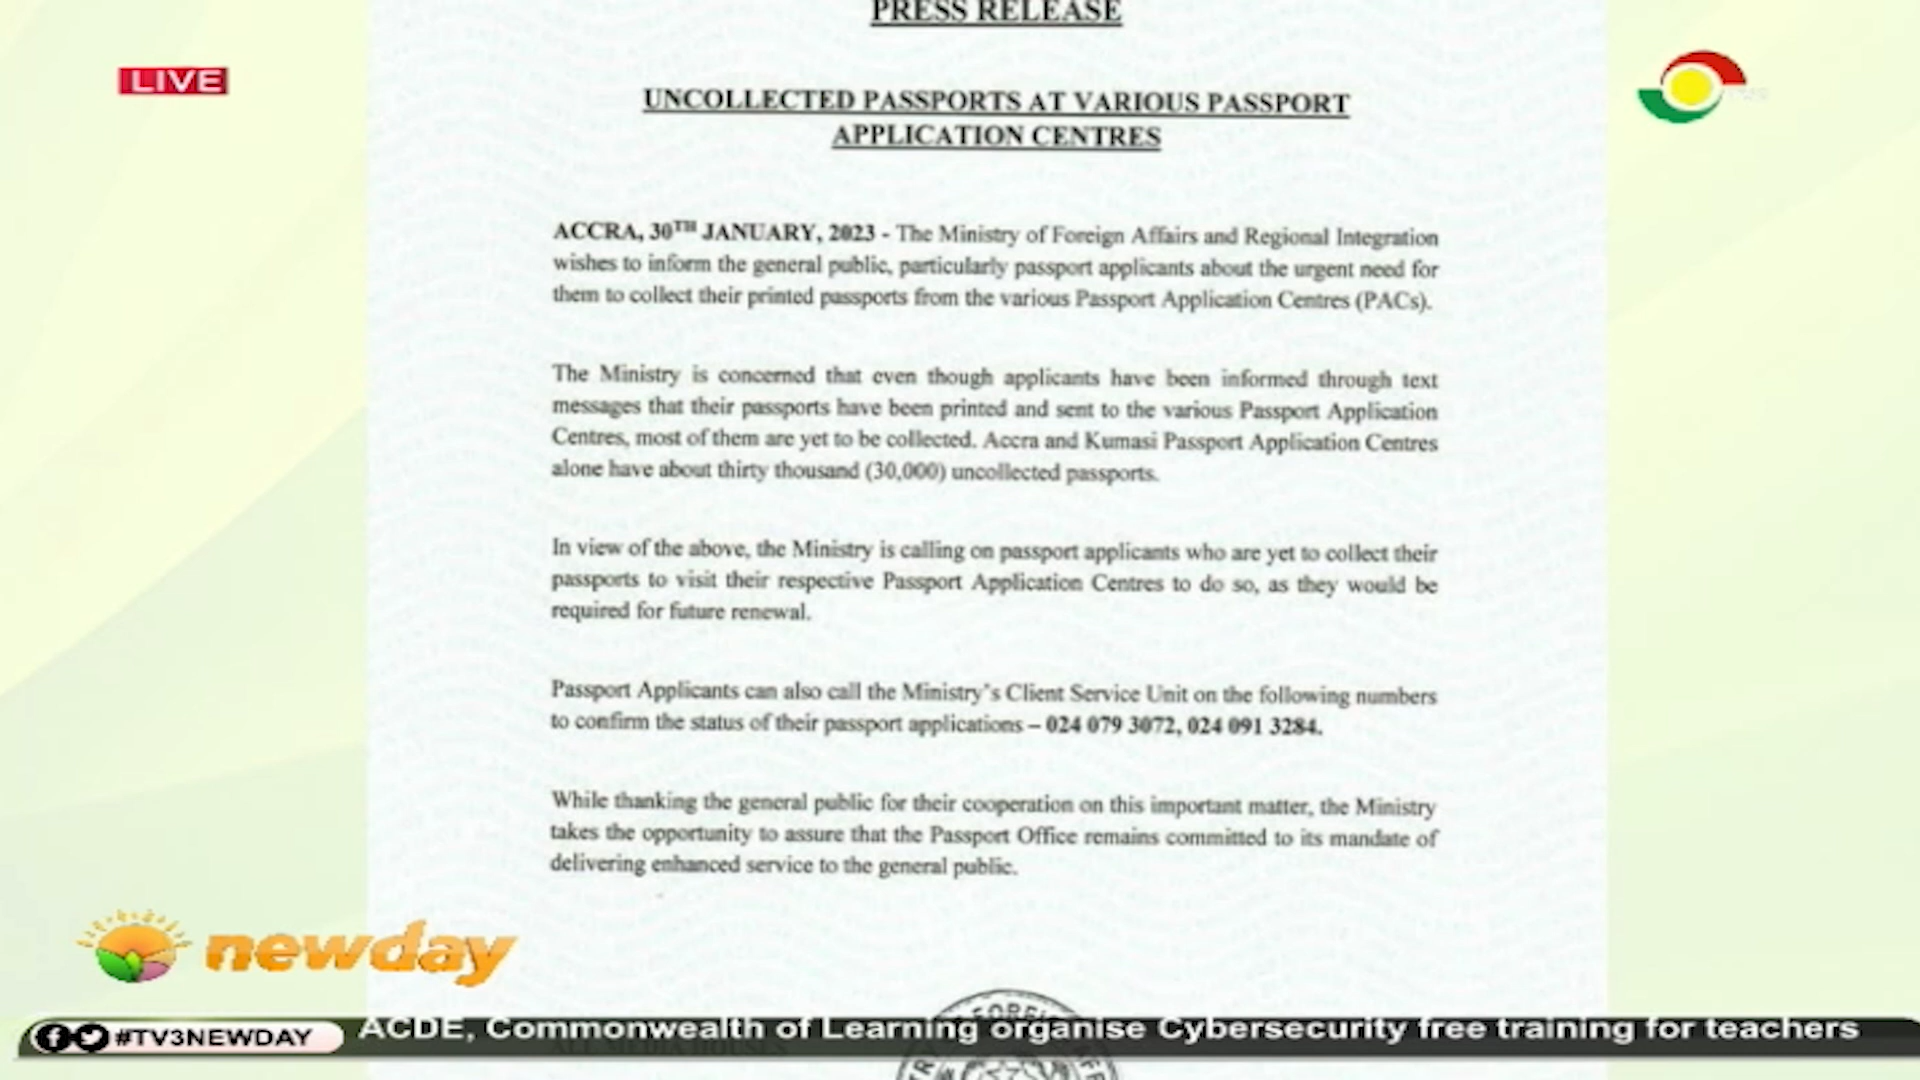 PRESS RELEASE
LIVE
UNCOLLECTED PASSPORTS AT VARIOUS PASSPORT
APPLICATION CENTRES
ACCRA, 30TH JANUARY, 2023 - The Ministry of Foreign Affairs and Regional Integration
wishes to inform the general public, particularly passport applicants about the urgent need for
them to collect their printed passports from the various Passport Application Centres (PACs).
The Ministry is concerned that even though applicants have been informed through text
messages that their passports have been printed and sent to the various Passport Application
Centres, most of them are yet to be collected. Accra and Kumasi Passport Application Centres
alone have about thirty thousand (30,000) uncollected passports.
In view of the above, the Ministry is calling on passport applicants who are yet to collect their
passports to visit their respective Passport Application Centres to do so, as they would be
required for future renewal.
Passport Applicants can also call the Ministry's Client Service Unit on the following numbers
to confirm the status of their passport applications – 024 079 3072, 024 091 3284.
While thanking the general public for their cooperation on this important matter, the Ministry
takes the opportunity to assure that the Passport Office remains committed to its mandate of
delivering enhanced service to the general public.
newday
#TV3NEWDAY
ACDE, Commonwealth of Learning organise Cybersecurity free training for teachers